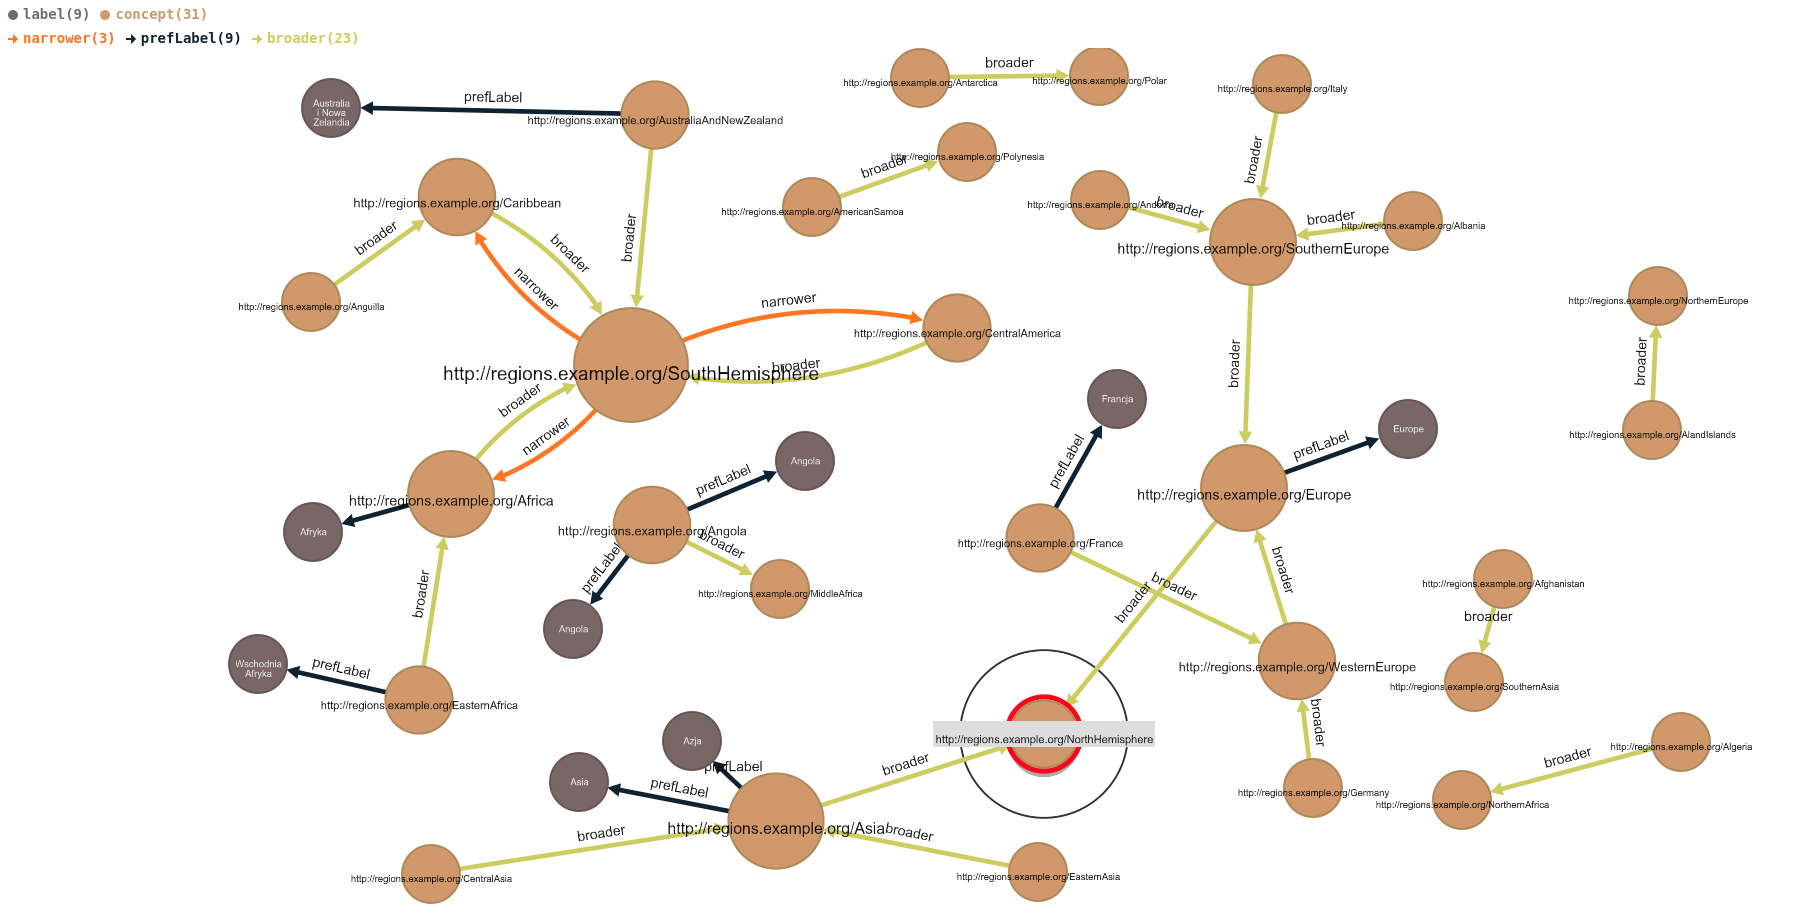 label(9) concept(31)
narrower(3) prefLabel(9) broader(23)
broader
http://regions.example.org/Antarctica
http://regions.example.org/Polar
http://regions.example.org/Italy
prefLabel
Australia
i Nowa
Zelandia
http://regions.example.org/AustraliaAndNewZealand
broader
http://regions.example.org/Polynesia
broader
http://regions.example.org/AmericanSamoa
broader
http://regions.example.org/Andorra
broader
broader
http://regions.example.org/Albania
http://regions.example.org/SouthernEurope
http://regions.example.org/Caribbean
broader
broader
broader
narrower
http://regions.example.org/Anguilla
narrower
http://regions.example.org/CentralAmerica
broader
http://regions.example.org/SouthHemisphere
http://regions.example.org/NorthernEurope
broader
http://regions.example.org/AlandIslands
broader
Francja
Europe
prefLabel
prefLabel
broader
narrower
http://regions.example.org/Africa
Afryka
Angola
prefLabel
http://regions.example.org/Angola
broader
prefLabel
http://regions.example.org/MiddleAfrica
Angola
http://regions.example.org/Europe
http://regions.example.org/France
broader
broader
broader
http://regions.example.org/WesternEurope
http://regions.example.org/Afghanistan
broader
http://regions.example.org/SouthernAsia
broader
Wschodnia
Afryka
prefLabel
http://regions.example.org/EasternAfrica
broader
http://regions.example.org/Germany
http://regions.example.org/Algeria
broader
http://regions.example.org/NorthernAfrica
http://regions.example.org/NorthHemisphere
broader
Azja
prefLabel
Asia
prefLabel
http://regions.example.org/Asia
broader
broader
http://regions.example.org/CentralAsia
http://regions.example.org/EasternAsia